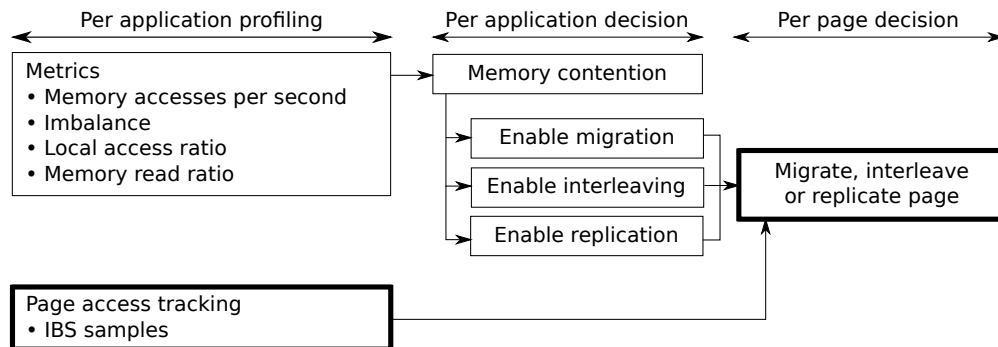 Per application profiling
Per application decision
Per page decision
Metrics
• Memory accesses per second
• Imbalance
• Local access ratio
• Memory read ratio
Memory contention
Enable migration
Enable interleaving
Enable replication
Migrate, interleave
or replicate page
Page access tracking
• IBS samples